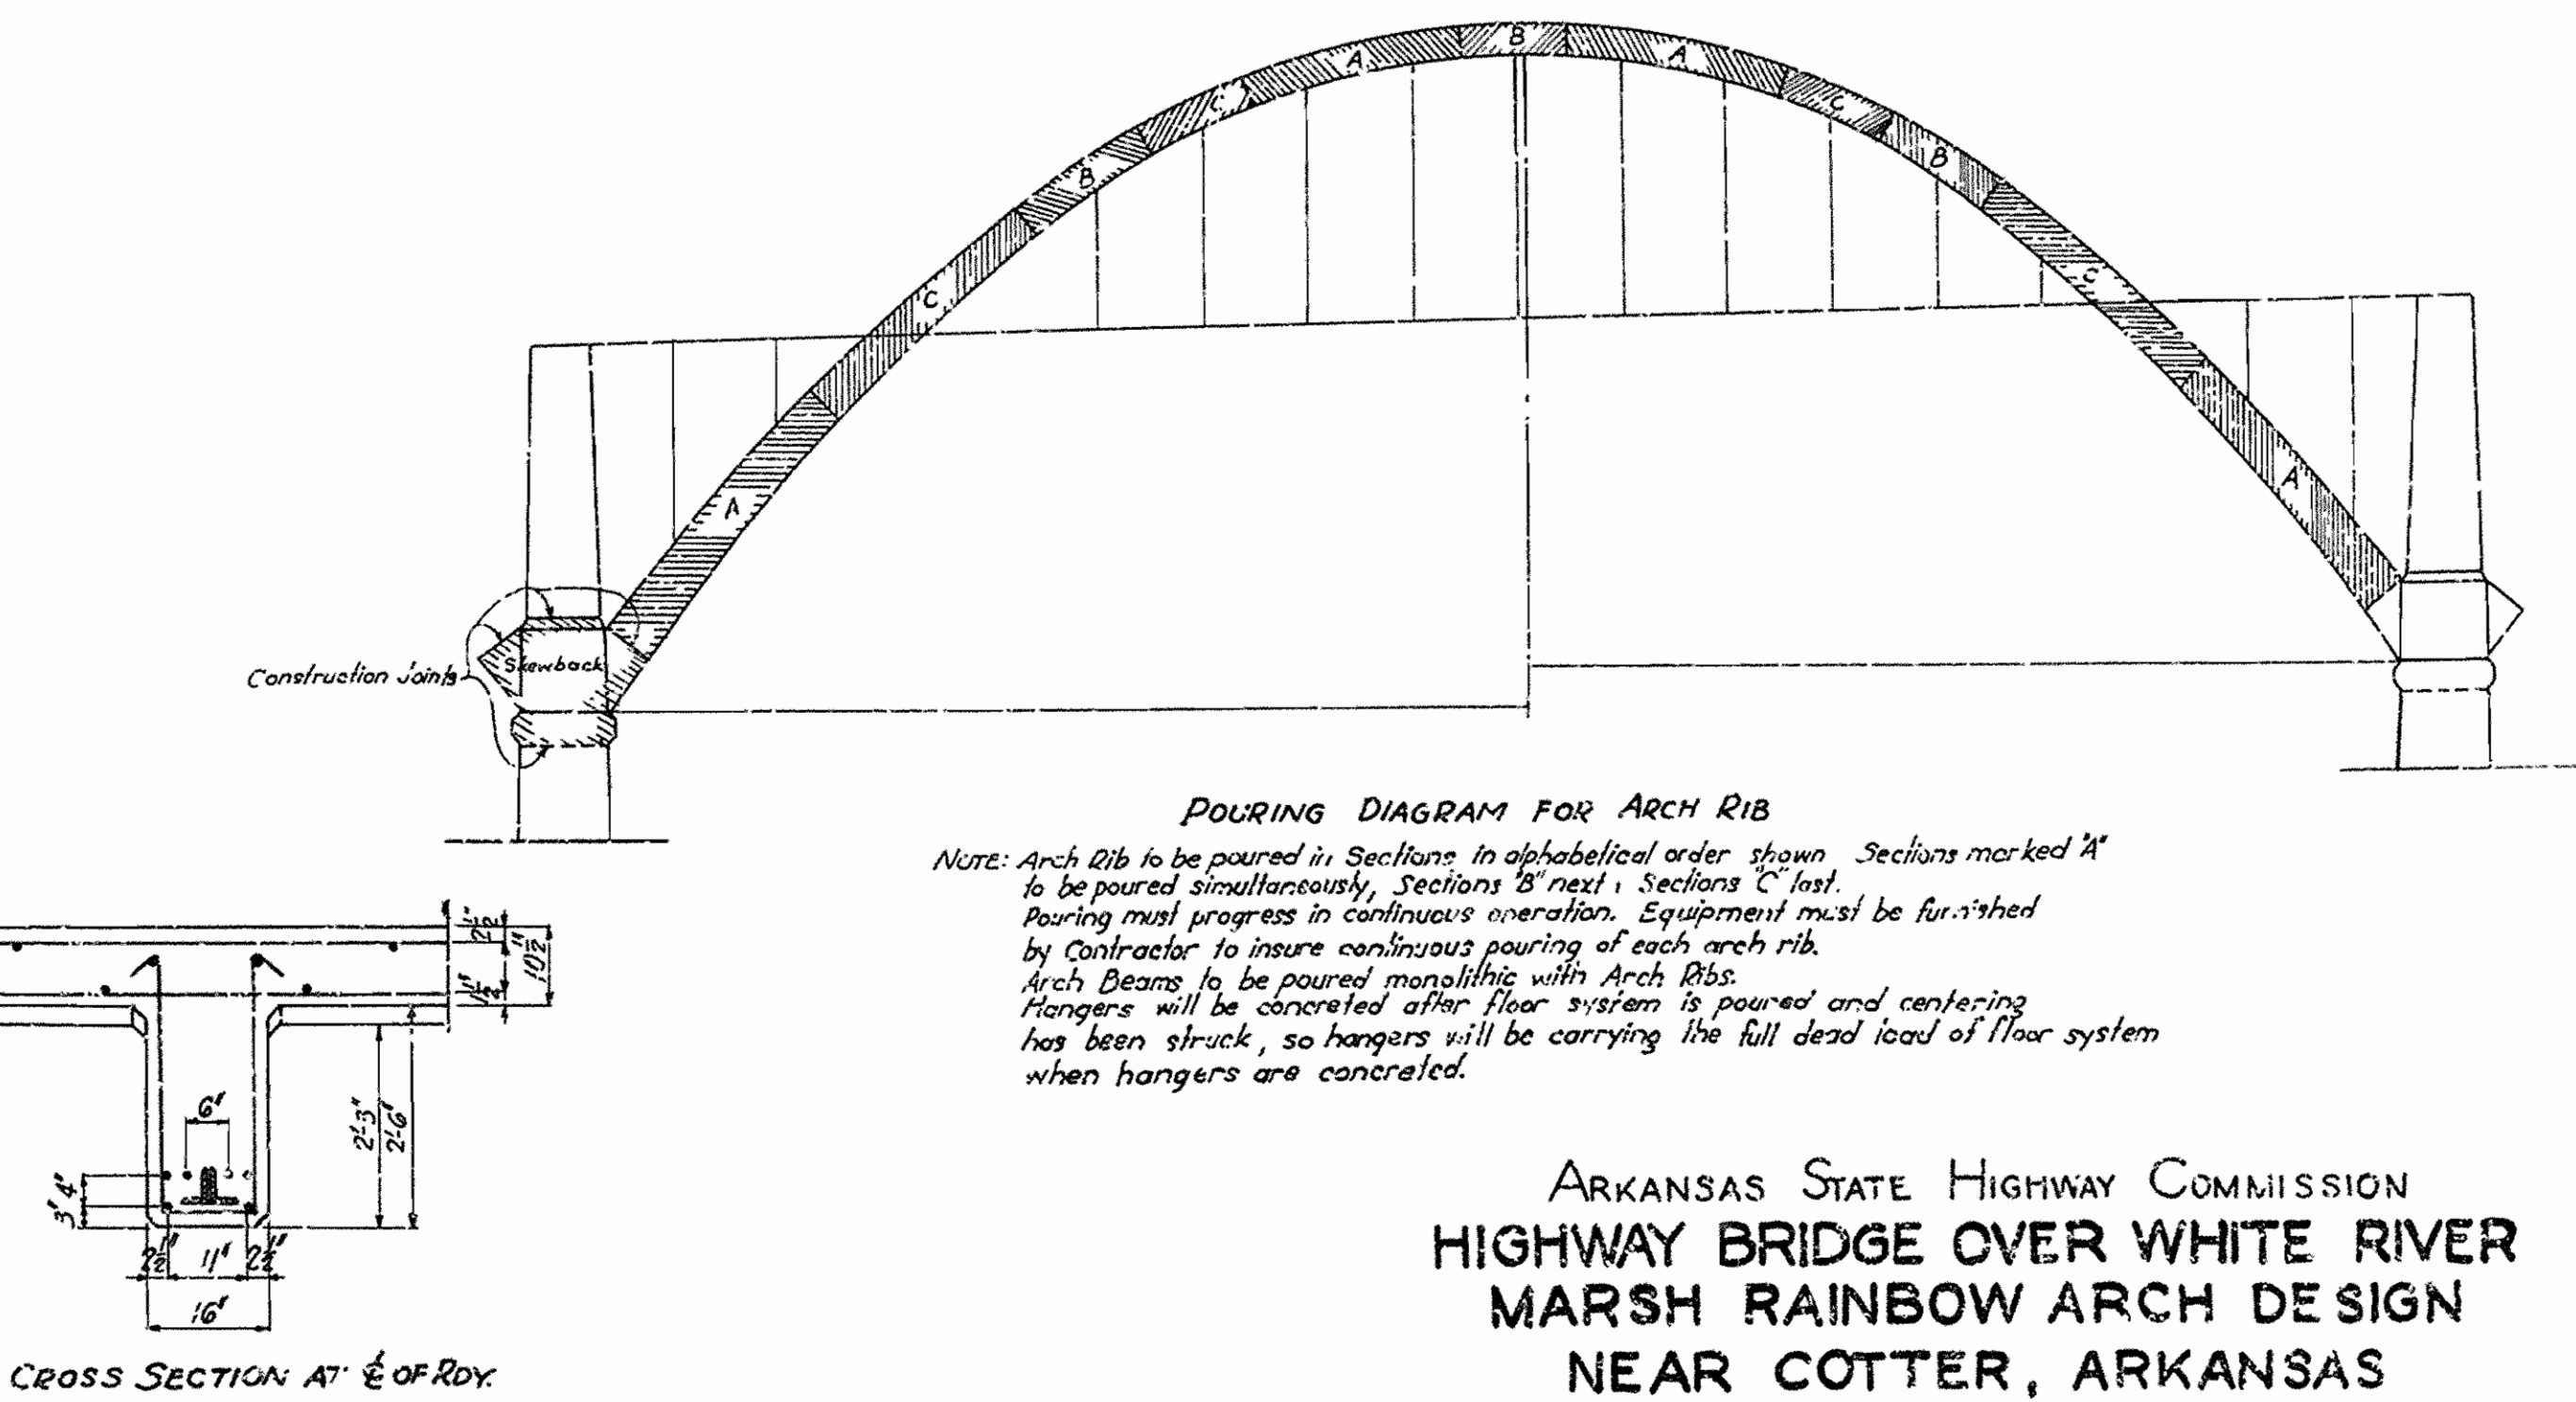 B
A
A
C
C
B
B
C
C
A
A
Skewback
Construction Joints
POURING DIAGRAM FOR ARCH RIB
NOTE: Arch Rib to be poured in Sections in alphabetical order shown Sections marked "A"
to be poured simultaneously, Sections "B" next, Sections "C" last.
Pouring must progress in continuous operation. Equipment must be furnished
by Contractor to insure continuous pouring of each arch rib.
Arch Beams to be poured monolithic with Arch Ribs.
Hangers will be concreted after floor system is poured and centering
has been struck, so hangers will be carrying the full dead load of floor system
when hangers are concreted.
2½"
10½"
1½"
6"
2'-3"
2'-6"
4"
3"
2½"
11"
2½"
16"
CROSS SECTION AT ℄ OF RDY.
ARKANSAS STATE HIGHWAY COMMISSION
HIGHWAY BRIDGE OVER WHITE RIVER
MARSH RAINBOW ARCH DESIGN
NEAR COTTER, ARKANSAS